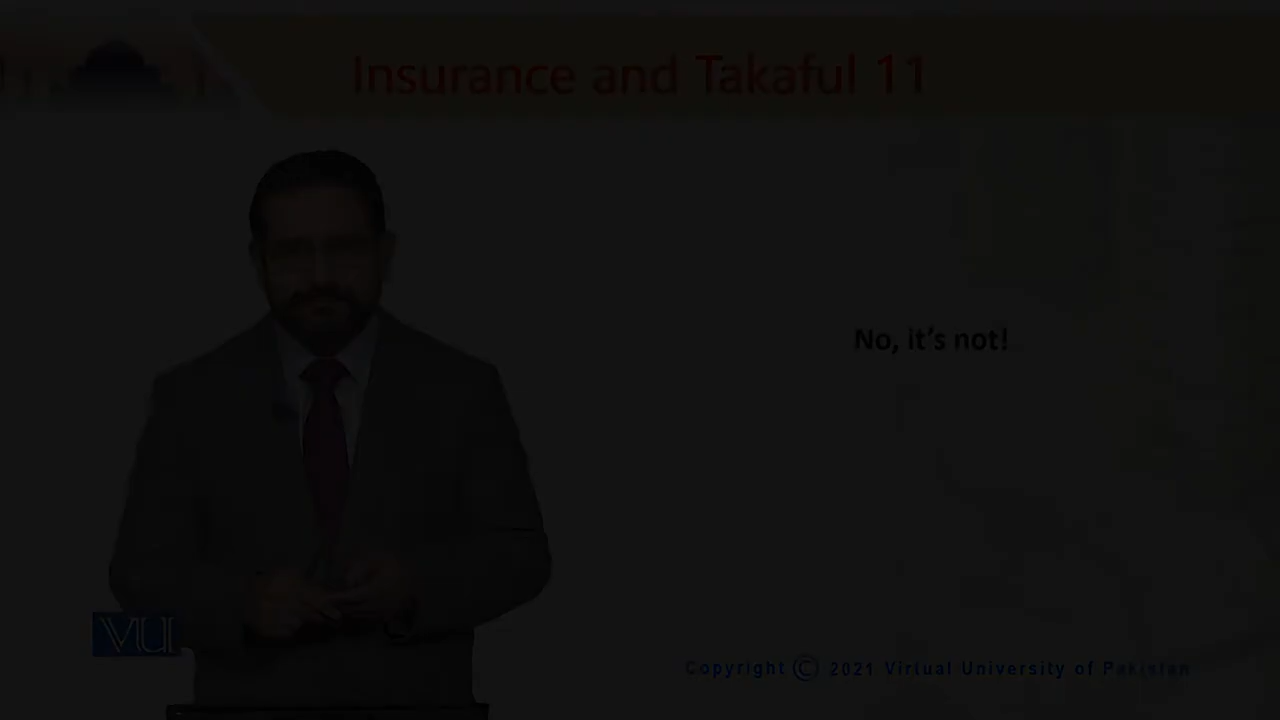 Insurance and Takaful 11
No, it's not!
VU
Copyright © 2021 Virtual University of Pakistan